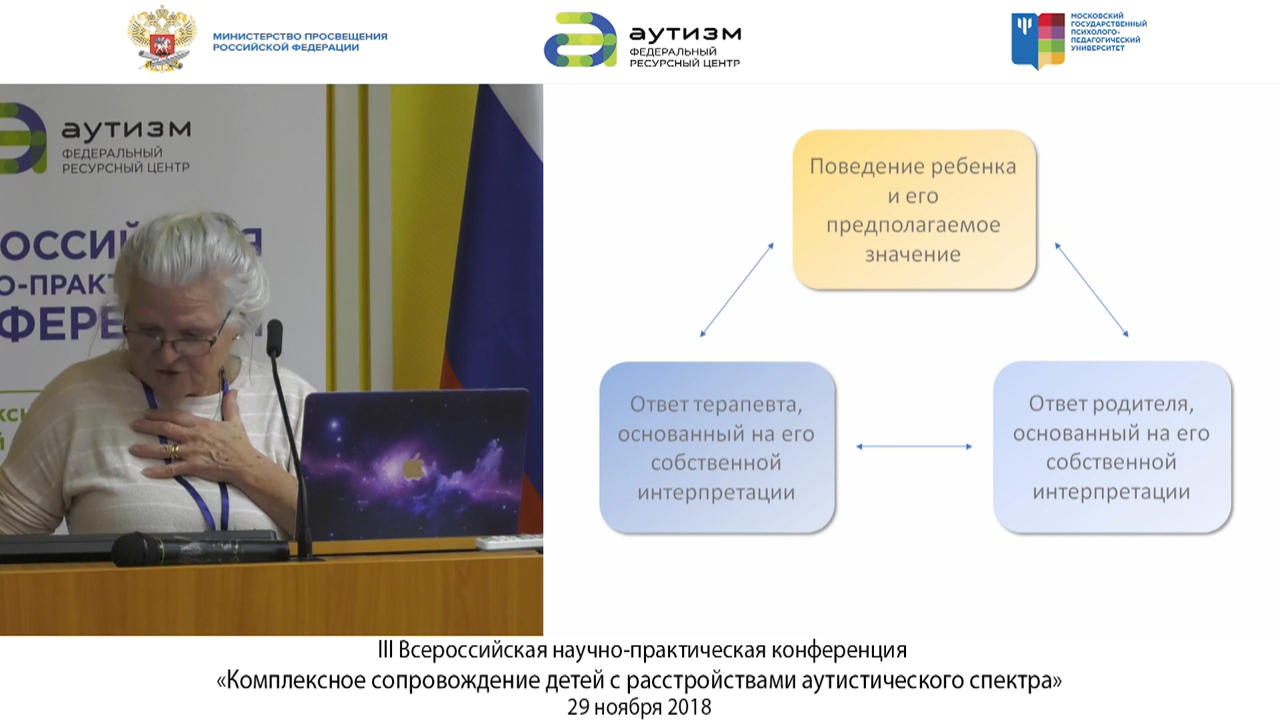 МИНИСТЕРСТВО ПРОСВЕЩЕНИЯ
РОССИЙСКОЙ ФЕДЕРАЦИИ
аутизм
ФЕДЕРАЛЬНЫЙ
РЕСУРСНЫЙ ЦЕНТР
МОСКОВСКИЙ
ГОСУДАРСТВЕННЫЙ
ПСИХОЛОГО-
ПЕДАГОГИЧЕСКИЙ
УНИВЕРСИТЕТ
аутизм
ФЕДЕРАЛЬНЫЙ
РЕСУРСНЫЙ ЦЕНТР
Поведение ребенка
и его
предполагаемое
значение
Ответ терапевта,
основанный на его
собственной
интерпретации
Ответ родителя,
основанный на его
собственной
интерпретации
III Всероссийская научно-практическая конференция
«Комплексное сопровождение детей с расстройствами аутистического спектра»
29 ноября 2018